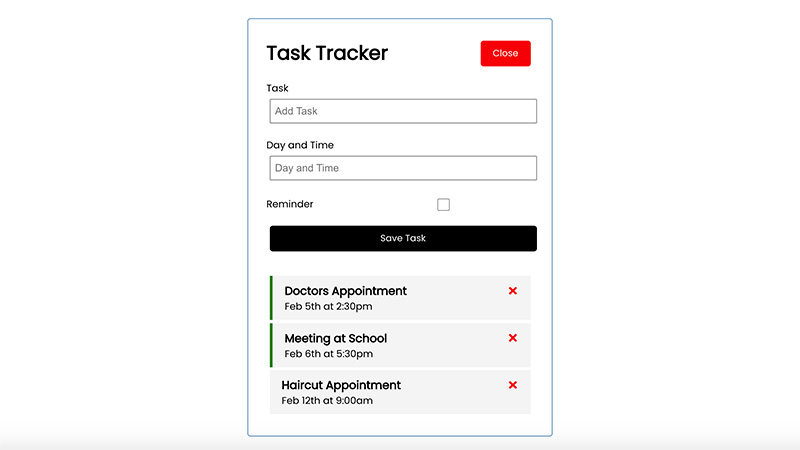 Task Tracker
Close
Task
Add Task
Day and Time
Day and Time
Reminder
Save Task
Doctors Appointment
Feb 5th at 2:30pm
Meeting at School
Feb 6th at 5:30pm
Haircut Appointment
Feb 12th at 9:00am